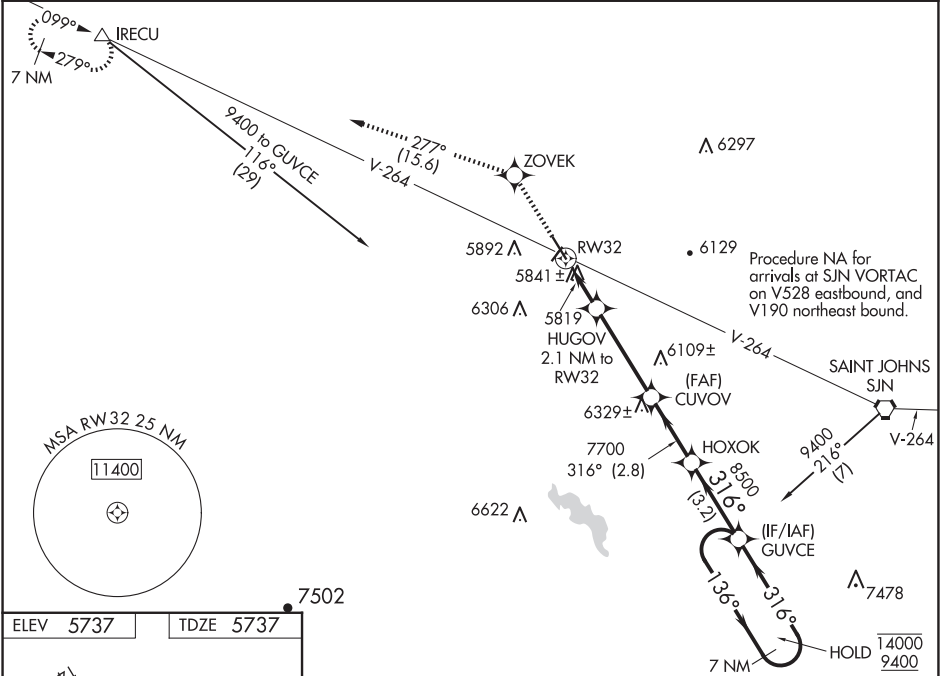 099°
IRECU
279°
7 NM
9400 to GUVCE
116°
(29)
277°
(15.6)
V-264
ZOVEK
6297
5892
RW32
6129
5841±
Procedure NA for
arrivals at SJN VORTAC
on V528 eastbound, and
V190 northeast bound.
6306
5819
HUGOV
2.1 NM to
RW32
V-264
6109±
SAINT JOHNS
SJN
(FAF)
CUVOV
6329±
V-264
MSA RW32 25 NM
11400
7700
316° (2.8)
HOXOK
8500
316°
(3.2)
9400
216°
(7)
6622
(IF/IAF)
GUVCE
7478
136°
316°
7502
ELEV 5737
TDZE 5737
HOLD
14000
9400
7 NM